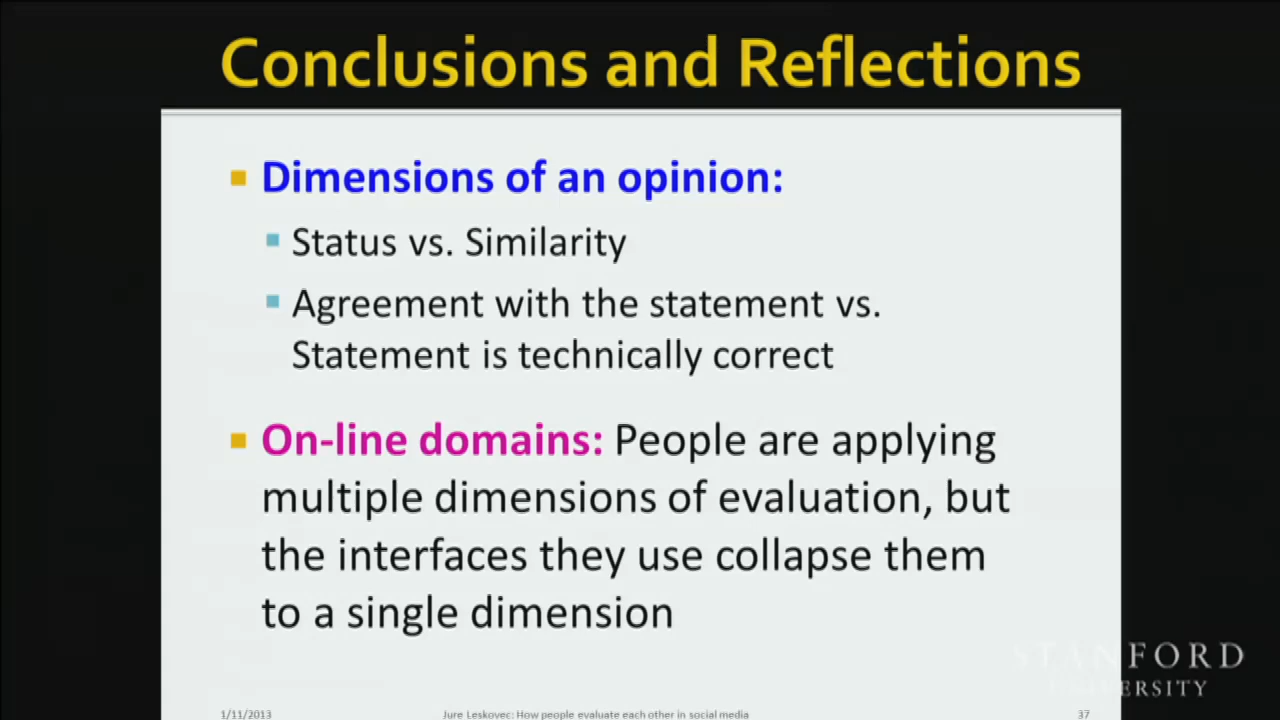 Conclusions and Reflections
Dimensions of an opinion:
Status vs. Similarity
Agreement with the statement vs.
Statement is technically correct
On-line domains: People are applying
multiple dimensions of evaluation, but
the interfaces they use collapse them
to a single dimension
STANFORD
UNIVERSITY
1/11/2013 Jure Leskovec: How people evaluate each other in social media 37